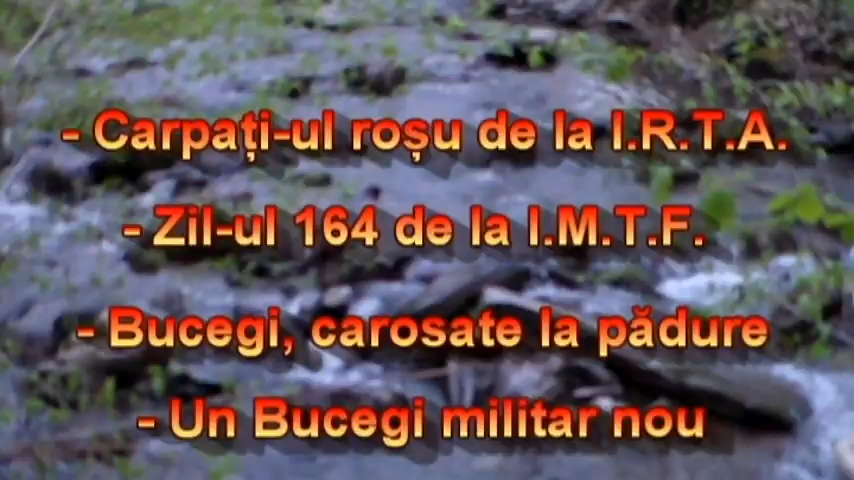 - Carpați-ul roșu de la I.R.T.A.
- Zil-ul 164 de la I.M.T.F.
- Bucegi, carosate la pădure
- Un Bucegi militar nou